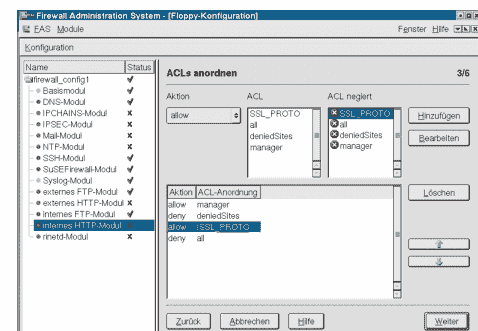 Firewall Administration System - [Floppy-Konfiguration]
FAS Module Fenster Hilfe
Konfiguration
Name Status
firewall_config1
Basismodul
DNS-Modul
IPCHAINS-Modul
IPSEC-Modul
Mail-Modul
NTP-Modul
SSH-Modul
SuSEFirewall-Modul
Syslog-Modul
externes FTP-Modul
externes HTTP-Modul
internes FTP-Modul
internes HTTP-Modul
rinetd-Modul
ACLs anordnen 3/6
Aktion ACL ACL negiert
allow
SSL_PROTO
all
deniedSites
manager
SSL_PROTO
all
deniedSites
manager
Hinzufügen
Bearbeiten
Aktion ACL-Anordnung
allow manager
deny deniedSites
allow !SSL_PROTO
deny all
Löschen
Zurück Abbrechen Hilfe Weiter